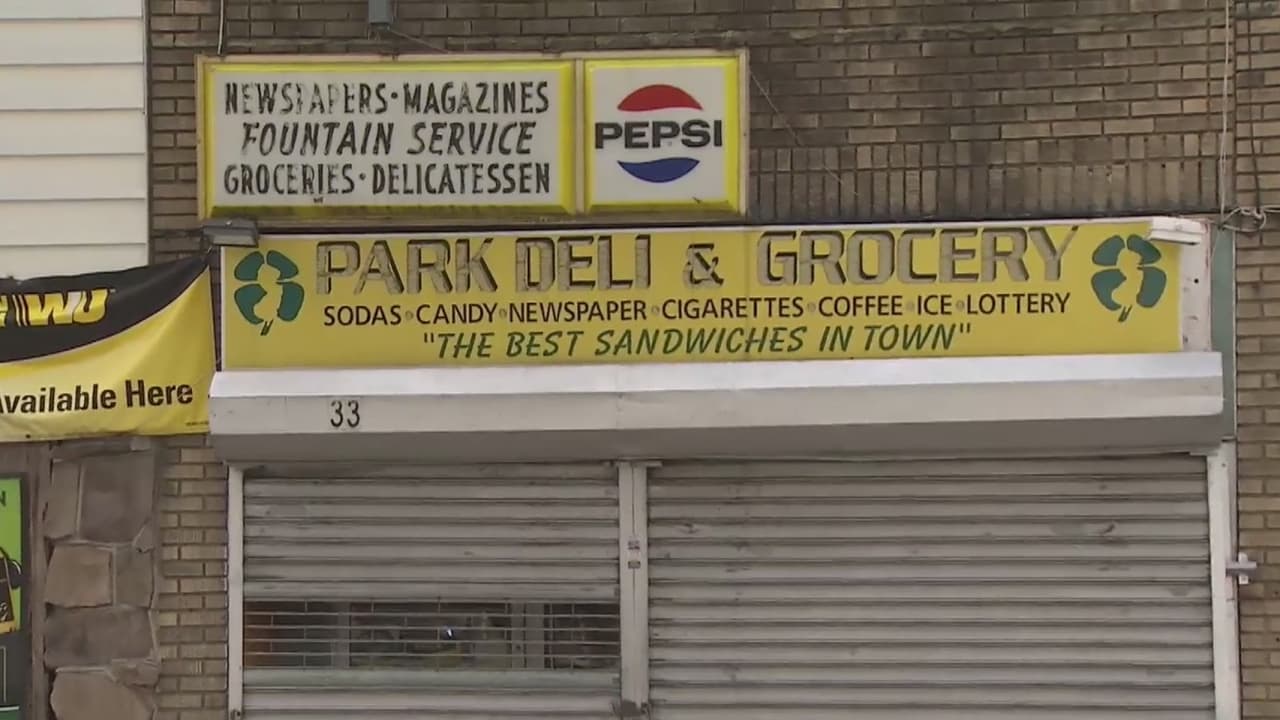 NEWSPAPERS·MAGAZINES
FOUNTAIN SERVICE
GROCERIES·DELICATESSEN
PEPSI
PARK DELI & GROCERY
SODAS·CANDY·NEWSPAPER·CIGARETTES·COFFEE·ICE·LOTTERY
"THE BEST SANDWICHES IN TOWN"
WU
Available Here
33
N